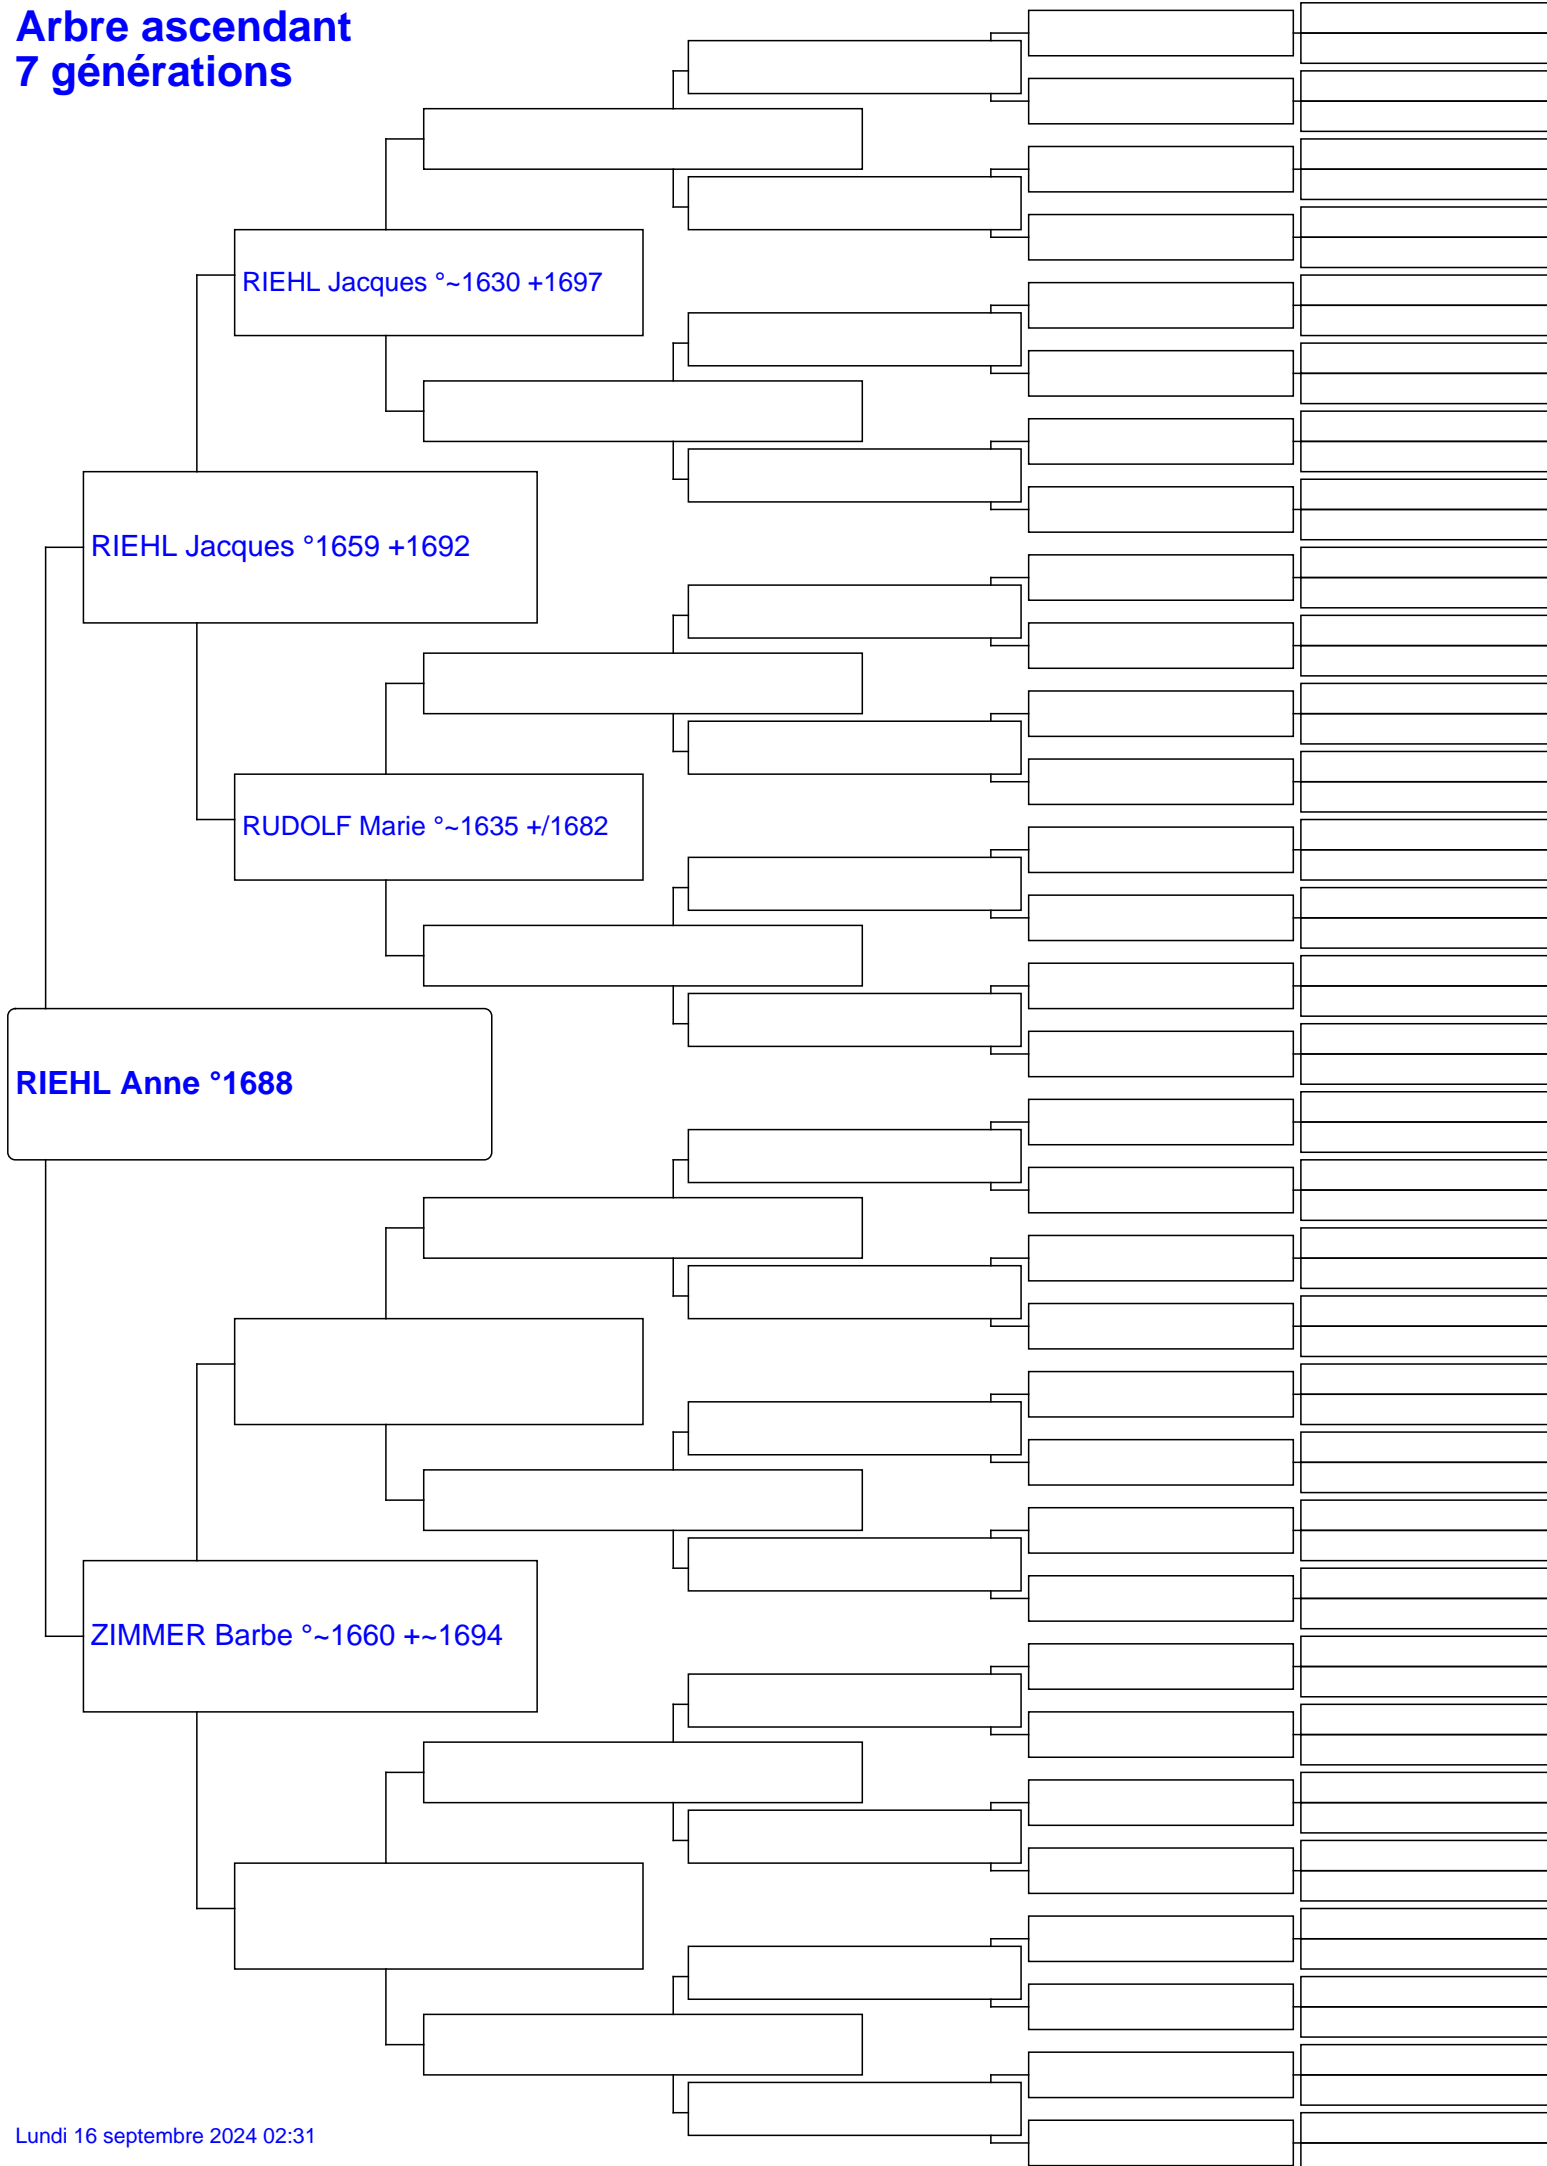 Arbre ascendant
7 générations
RIEHL Jacques °~1630 +1697
RIEHL Jacques °1659 +1692
RUDOLF Marie °~1635 +/1682
RIEHL Anne °1688
ZIMMER Barbe °~1660 +~1694
Lundi 16 septembre 2024 02:31